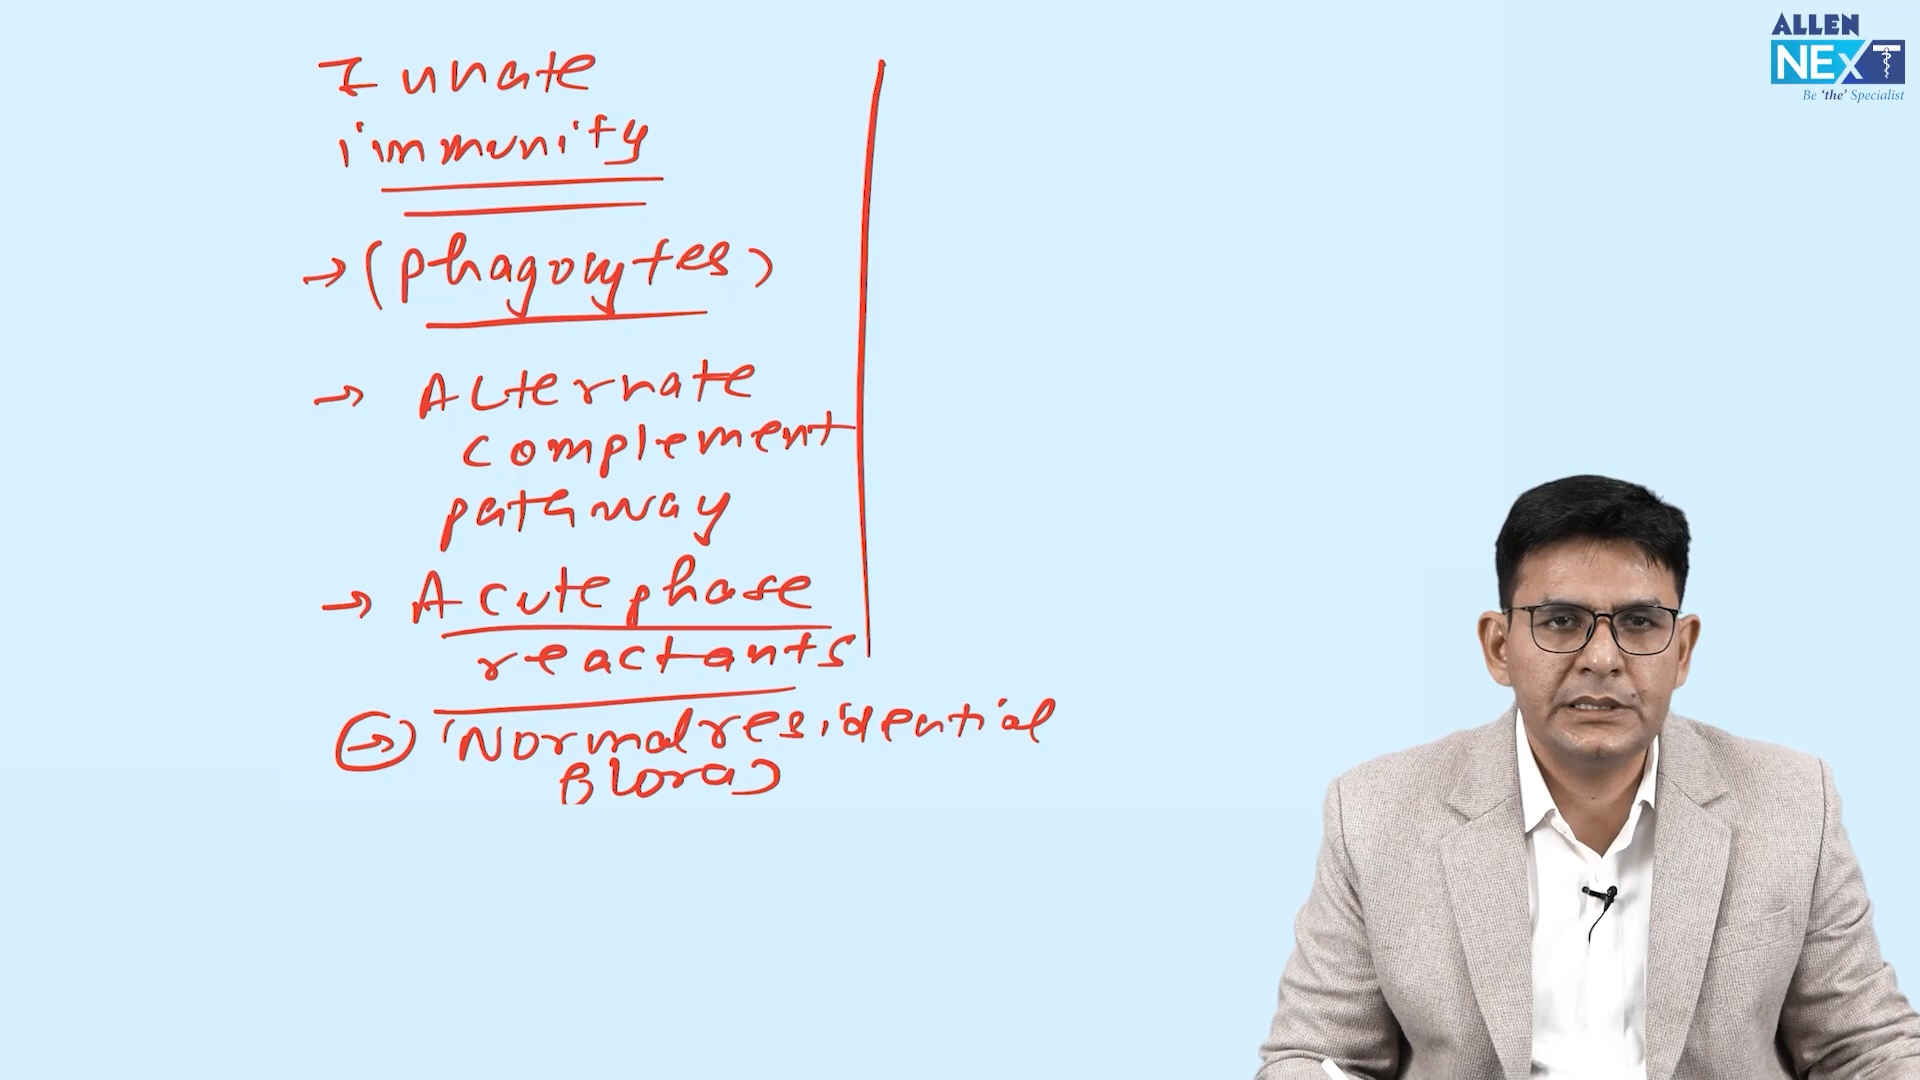 ALLEN
NEXT
Be 'the' Specialist
Innate
immunity
→ (Phagocytes)
→ Alternate
complement
pathway
→ Acute phase
reactants
→ (Normal residential
flora)